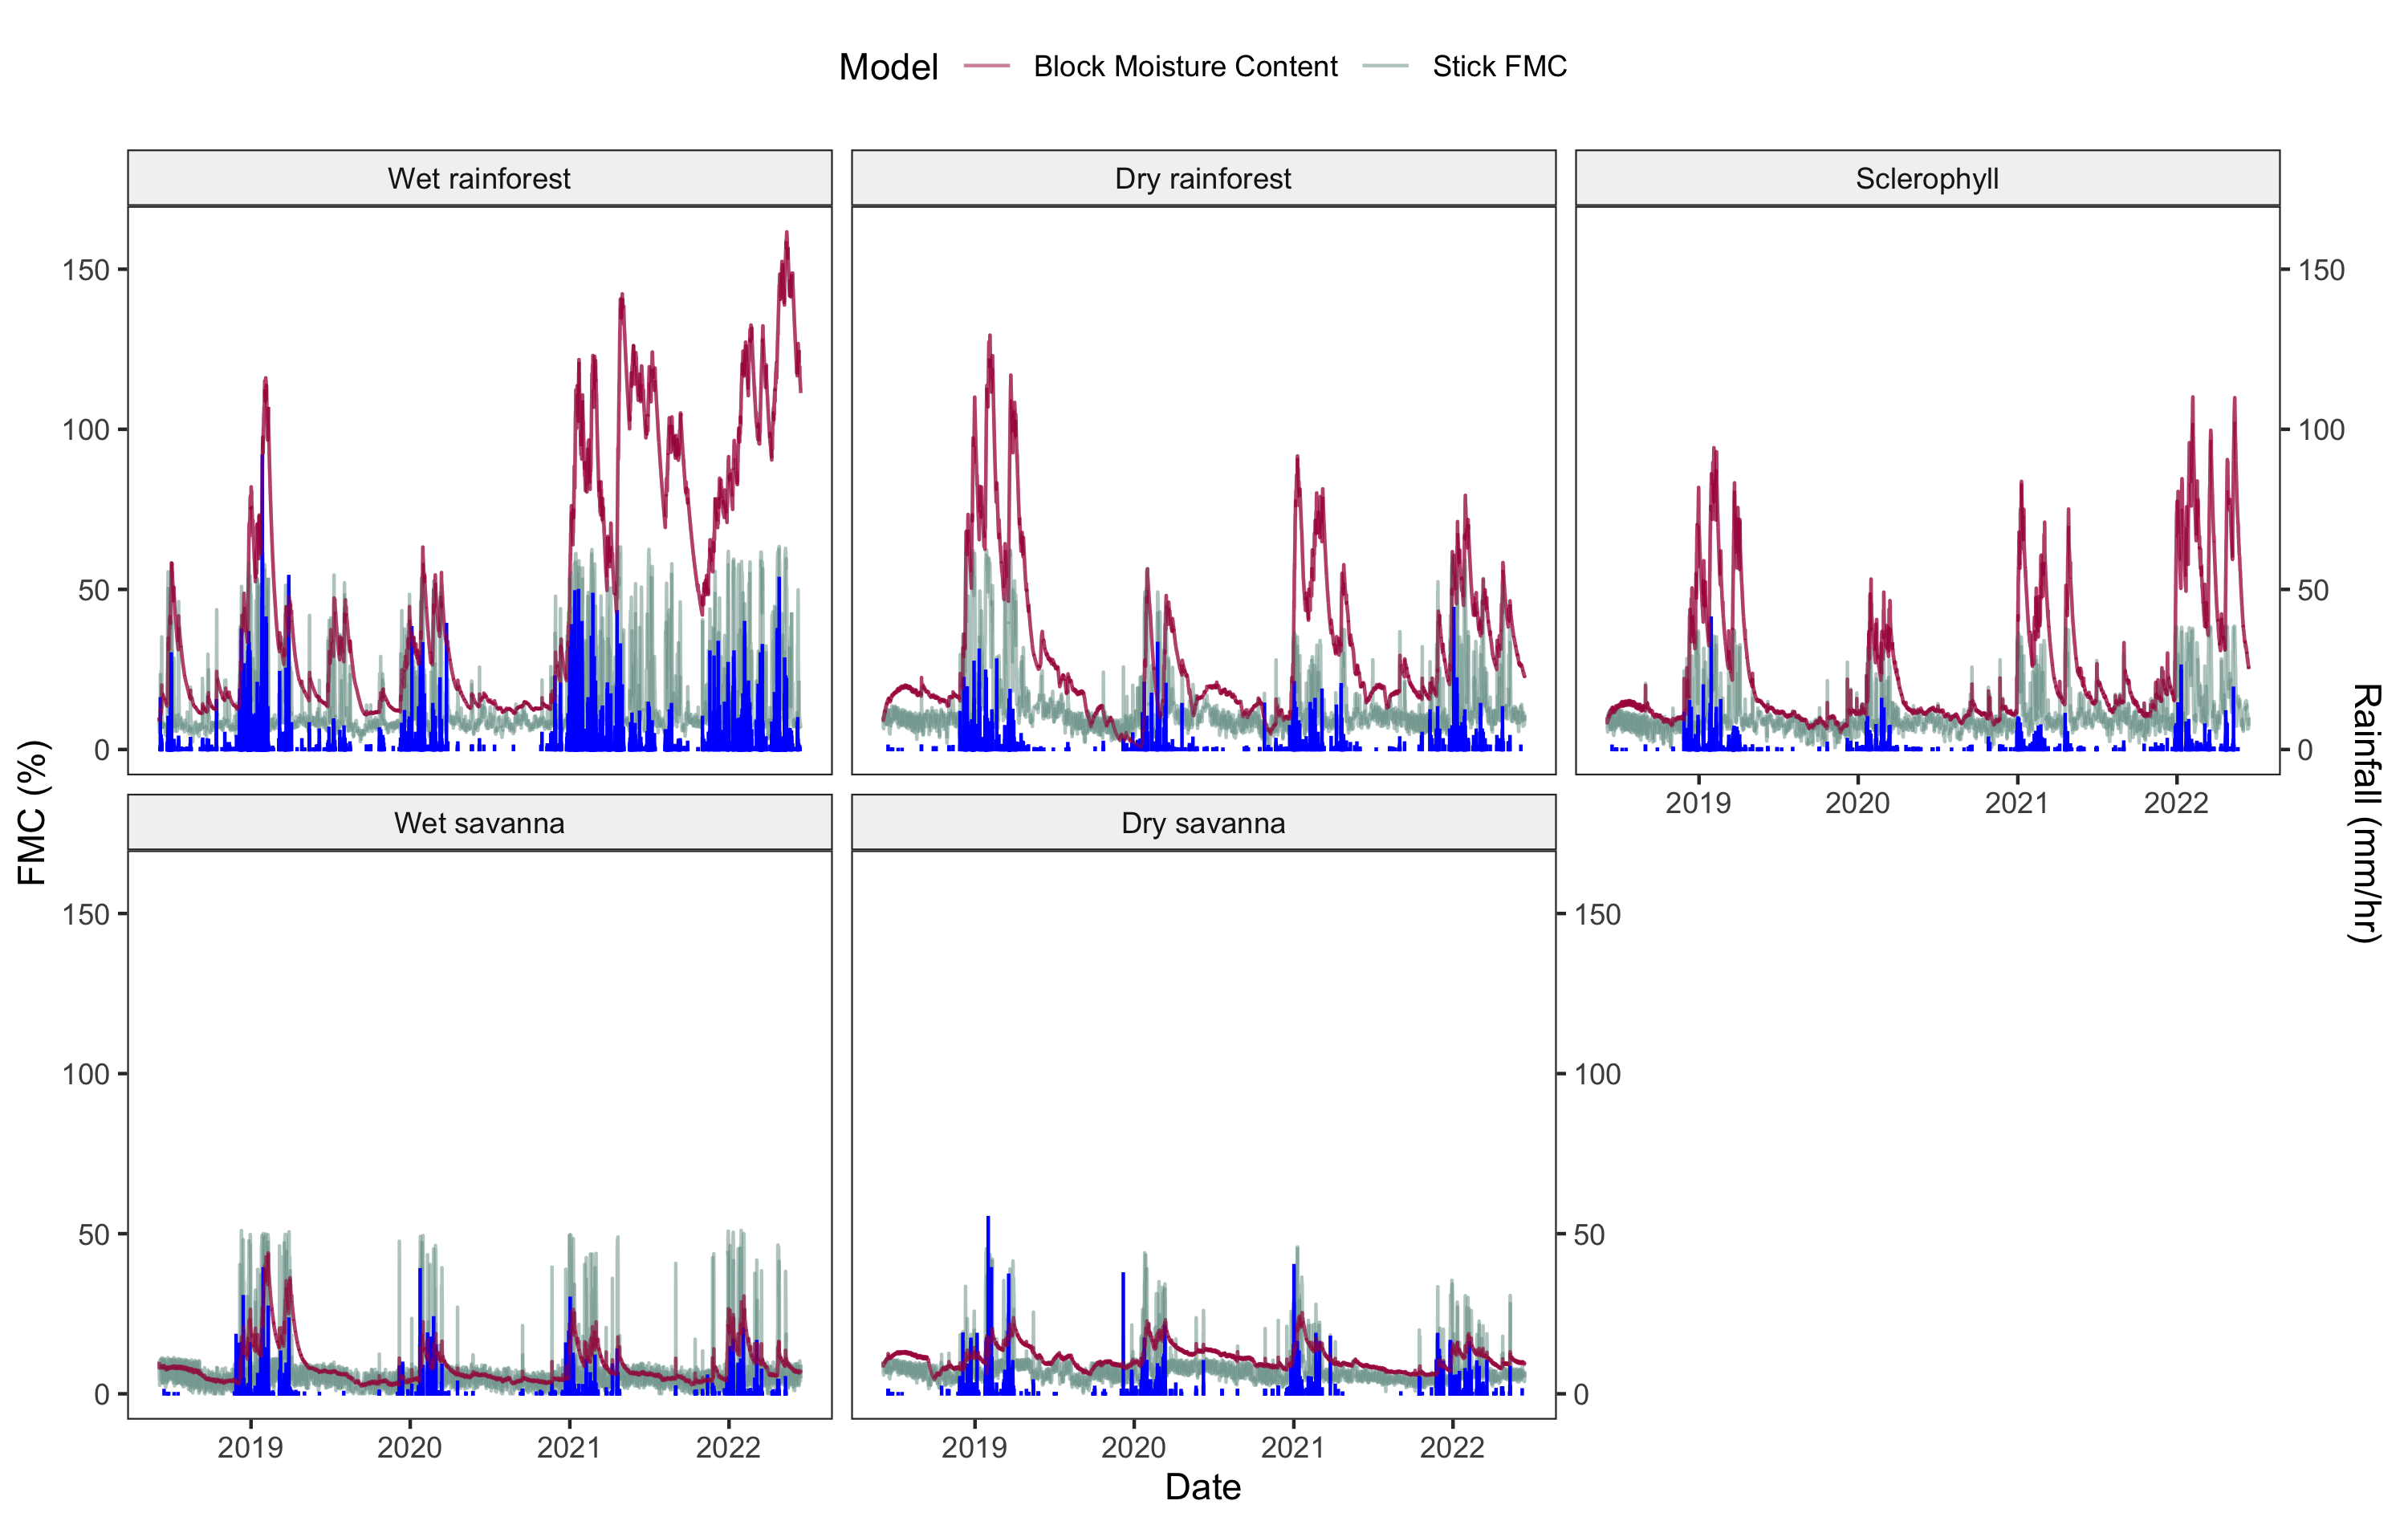 Model Block Moisture Content Stick FMC
Wet rainforest Dry rainforest Sclerophyll
150 150
100 100
50 50
0 0
2019 2020 2021 2022
FMC (%)
Rainfall (mm/hr)
Wet savanna Dry savanna
150 150
100 100
50 50
0 0
2019 2020 2021 2022 2019 2020 2021 2022
Date